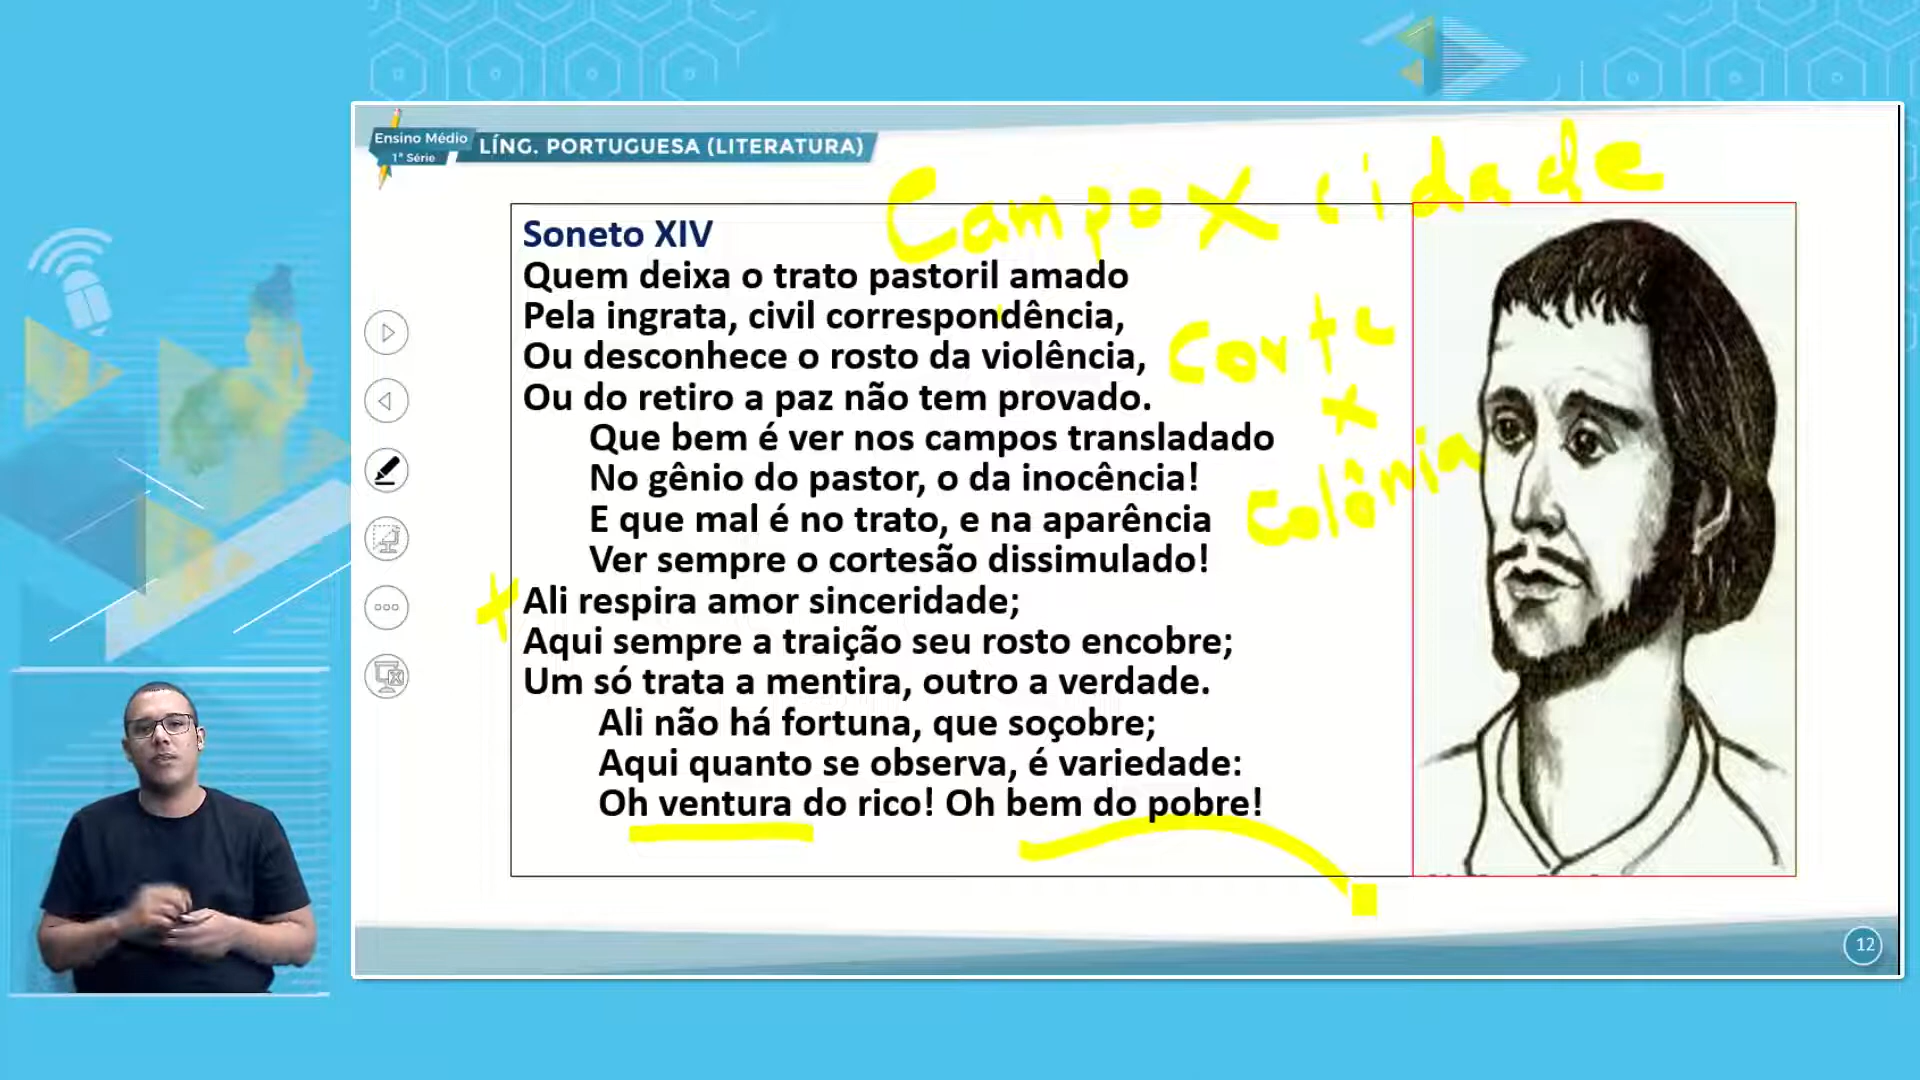 Ensino Médio
1ª Série
LÍNG. PORTUGUESA (LITERATURA)
Campo X cidade
Soneto XIV
Quem deixa o trato pastoril amado
Pela ingrata, civil correspondência,
Ou desconhece o rosto da violência,
Ou do retiro a paz não tem provado.
Corte
x
Colônia
Que bem é ver nos campos transladado
No gênio do pastor, o da inocência!
E que mal é no trato, e na aparência
Ver sempre o cortesão dissimulado!
Ali respira amor sinceridade;
Aqui sempre a traição seu rosto encobre;
Um só trata a mentira, outro a verdade.
Ali não há fortuna, que soçobre;
Aqui quanto se observa, é variedade:
Oh ventura do rico! Oh bem do pobre!
12